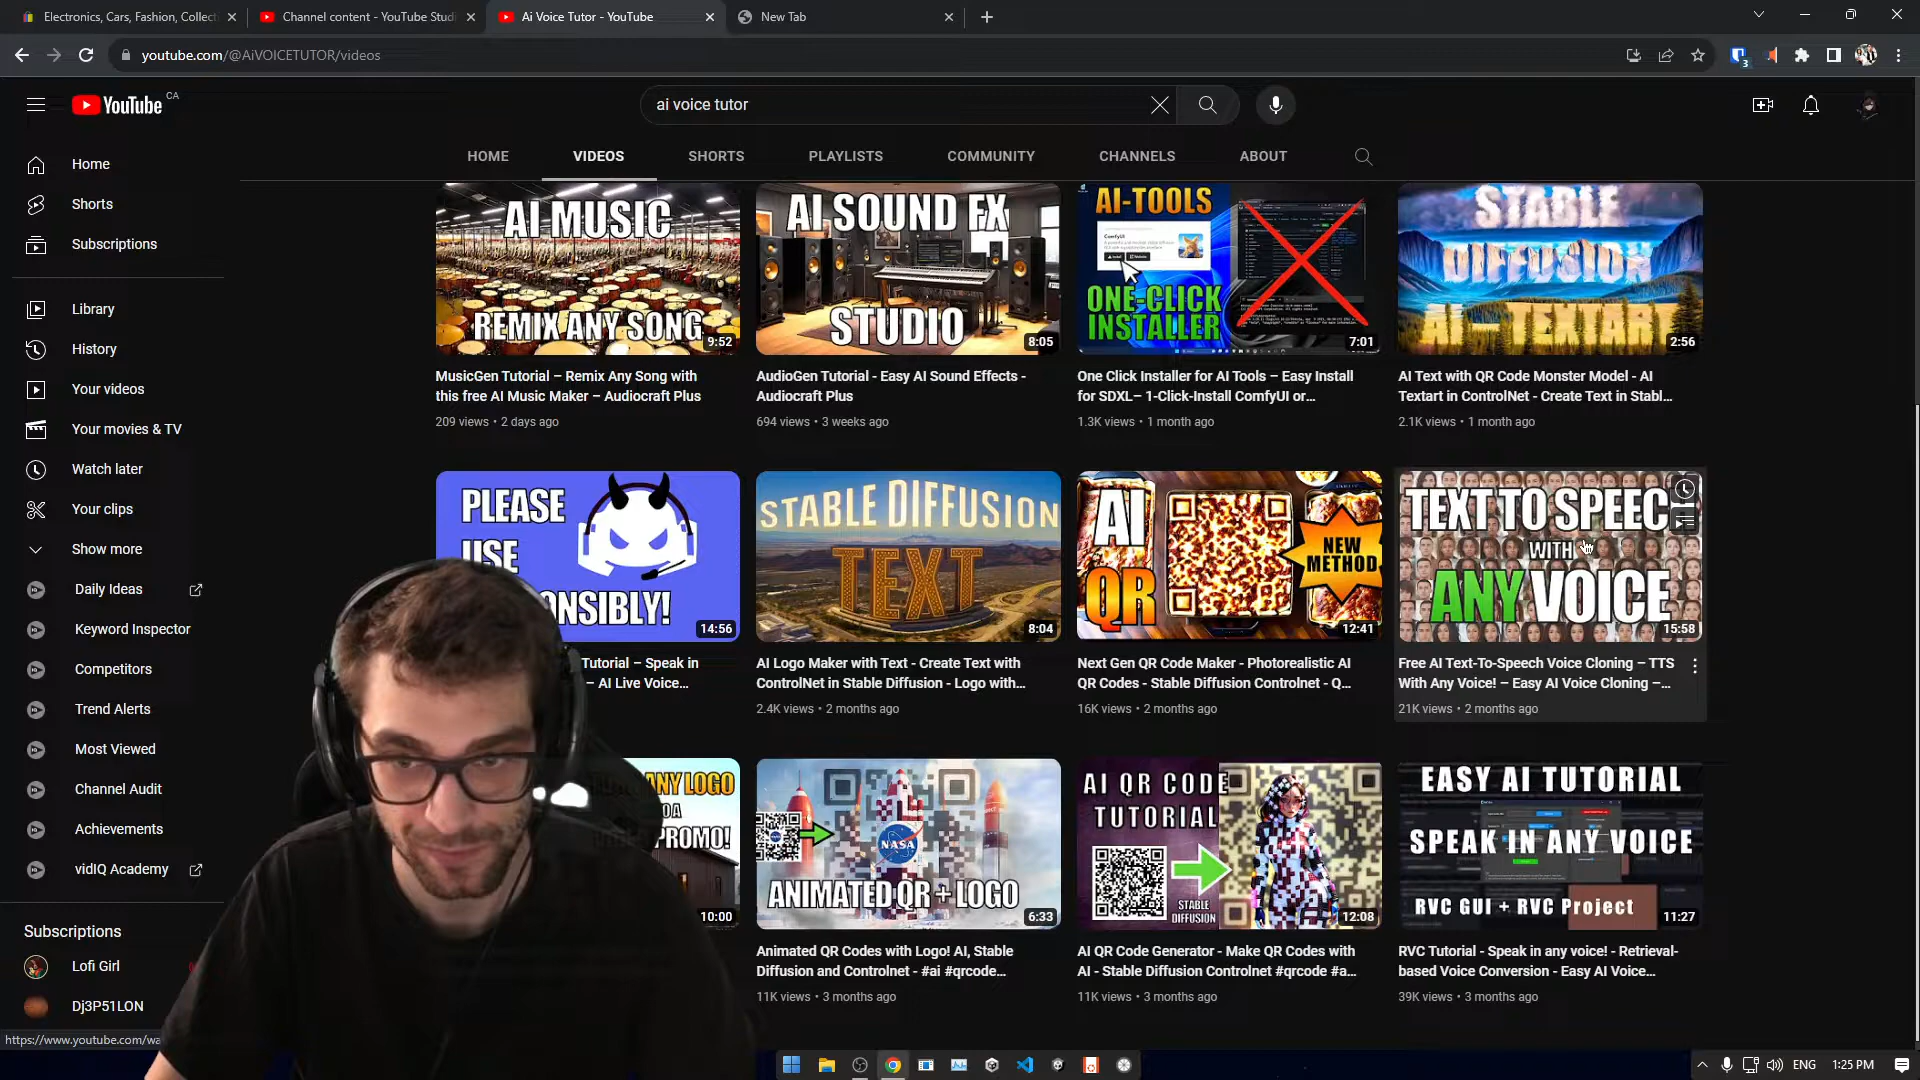 Electronics, Cars, Fashion, Collect
Channel content - YouTube Studi
Ai Voice Tutor - YouTube
New Tab
youtube.com/@AiVOICETUTOR/videos
3
YouTube CA
ai voice tutor
HOME
VIDEOS
SHORTS
PLAYLISTS
COMMUNITY
CHANNELS
ABOUT
Home
Shorts
Subscriptions
Library
History
Your videos
Your movies & TV
Watch later
Your clips
Show more
Daily Ideas
Keyword Inspector
Competitors
Trend Alerts
Most Viewed
Channel Audit
Achievements
vidIQ Academy
Subscriptions
Lofi Girl
Dj3P51LON
https://www.youtube.com/wa
AI MUSIC
REMIX ANY SONG
9:52
MusicGen Tutorial – Remix Any Song with
this free AI Music Maker – Audiocraft Plus
209 views • 2 days ago
AI SOUND FX
STUDIO
8:05
AudioGen Tutorial - Easy AI Sound Effects -
Audiocraft Plus
694 views • 3 weeks ago
AI-TOOLS
ComfyUI
ONE-CLICK
INSTALLER
7:01
One Click Installer for AI Tools – Easy Install
for SDXL– 1-Click-Install ComfyUI or...
1.3K views • 1 month ago
STABLE
DIFFUSION
AI-TEXTART
2:56
AI Text with QR Code Monster Model - AI
Textart in ControlNet - Create Text in Stabl...
2.1K views • 1 month ago
PLEASE
USE
ONSIBLY!
14:56
Tutorial – Speak in
– AI Live Voice...
STABLE DIFFUSION
TEXT
8:04
AI Logo Maker with Text - Create Text with
ControlNet in Stable Diffusion - Logo with...
2.4K views • 2 months ago
AI
QR
NEW
METHOD
12:41
Next Gen QR Code Maker - Photorealistic AI
QR Codes - Stable Diffusion Controlnet - Q...
16K views • 2 months ago
TEXT TO SPEEC
WITH
ANY VOICE
15:58
Free AI Text-To-Speech Voice Cloning – TTS
With Any Voice! – Easy AI Voice Cloning –...
21K views • 2 months ago
ANY LOGO
TO A
PROMO!
10:00
NASA
ANIMATED QR + LOGO
6:33
Animated QR Codes with Logo! AI, Stable
Diffusion and Controlnet - #ai #qrcode...
11K views • 3 months ago
AI QR CODE
TUTORIAL
STABLE
DIFFUSION
12:08
AI QR Code Generator - Make QR Codes with
AI - Stable Diffusion Controlnet #qrcode #a...
11K views • 3 months ago
EASY AI TUTORIAL
SPEAK IN ANY VOICE
RVC GUI + RVC Project
11:27
RVC Tutorial - Speak in any voice! - Retrieval-
based Voice Conversion - Easy AI Voice...
39K views • 3 months ago
ENG
1:25 PM